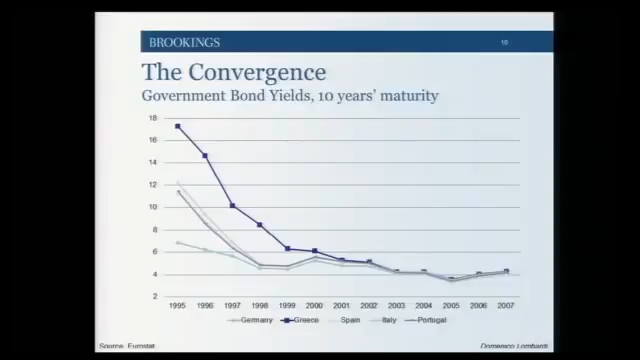 BROOKINGS 10
The Convergence
Government Bond Yields, 10 years' maturity
18
16
14
12
10
8
6
4
2
1995 1996 1997 1998 1999 2000 2001 2002 2003 2004 2005 2006 2007
Germany Greece Spain Italy Portugal
Source: Eurostat Domenico Lombardi